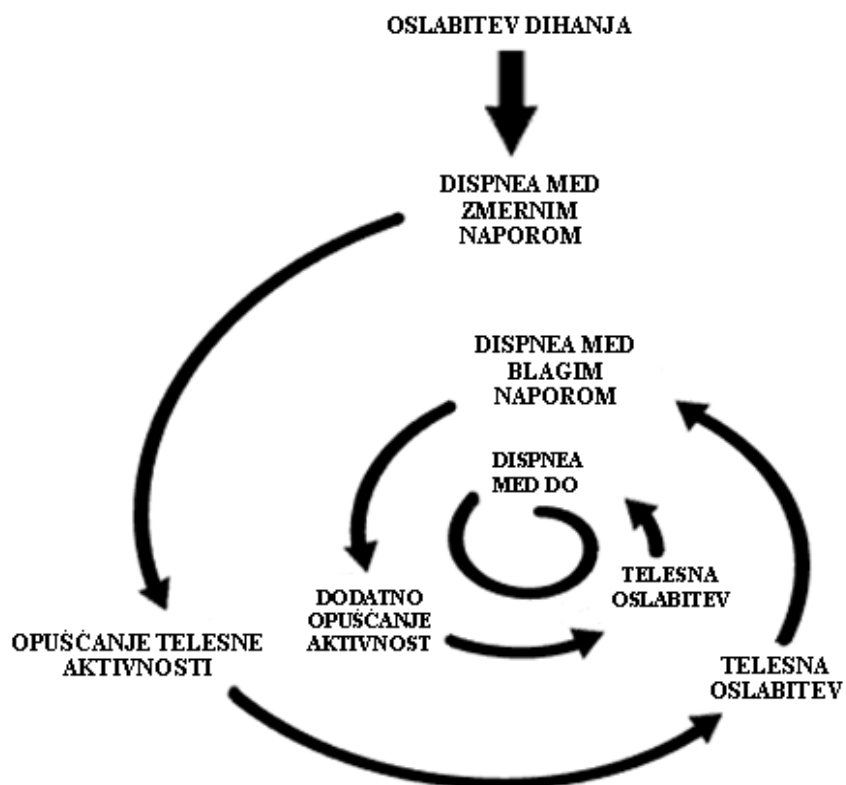 OSLABITEV DIHANJA
DISPNEA MED
ZMERNIM
NAPOROM
DISPNEA MED
BLAGIM
NAPOROM
DISPNEA
MED DO
TELESNA
OSLABITEV
DODATNO
OPUŠČANJE
AKTIVNOST
OPUŠČANJE TELESNE
AKTIVNOSTI
TELESNA
OSLABITEV